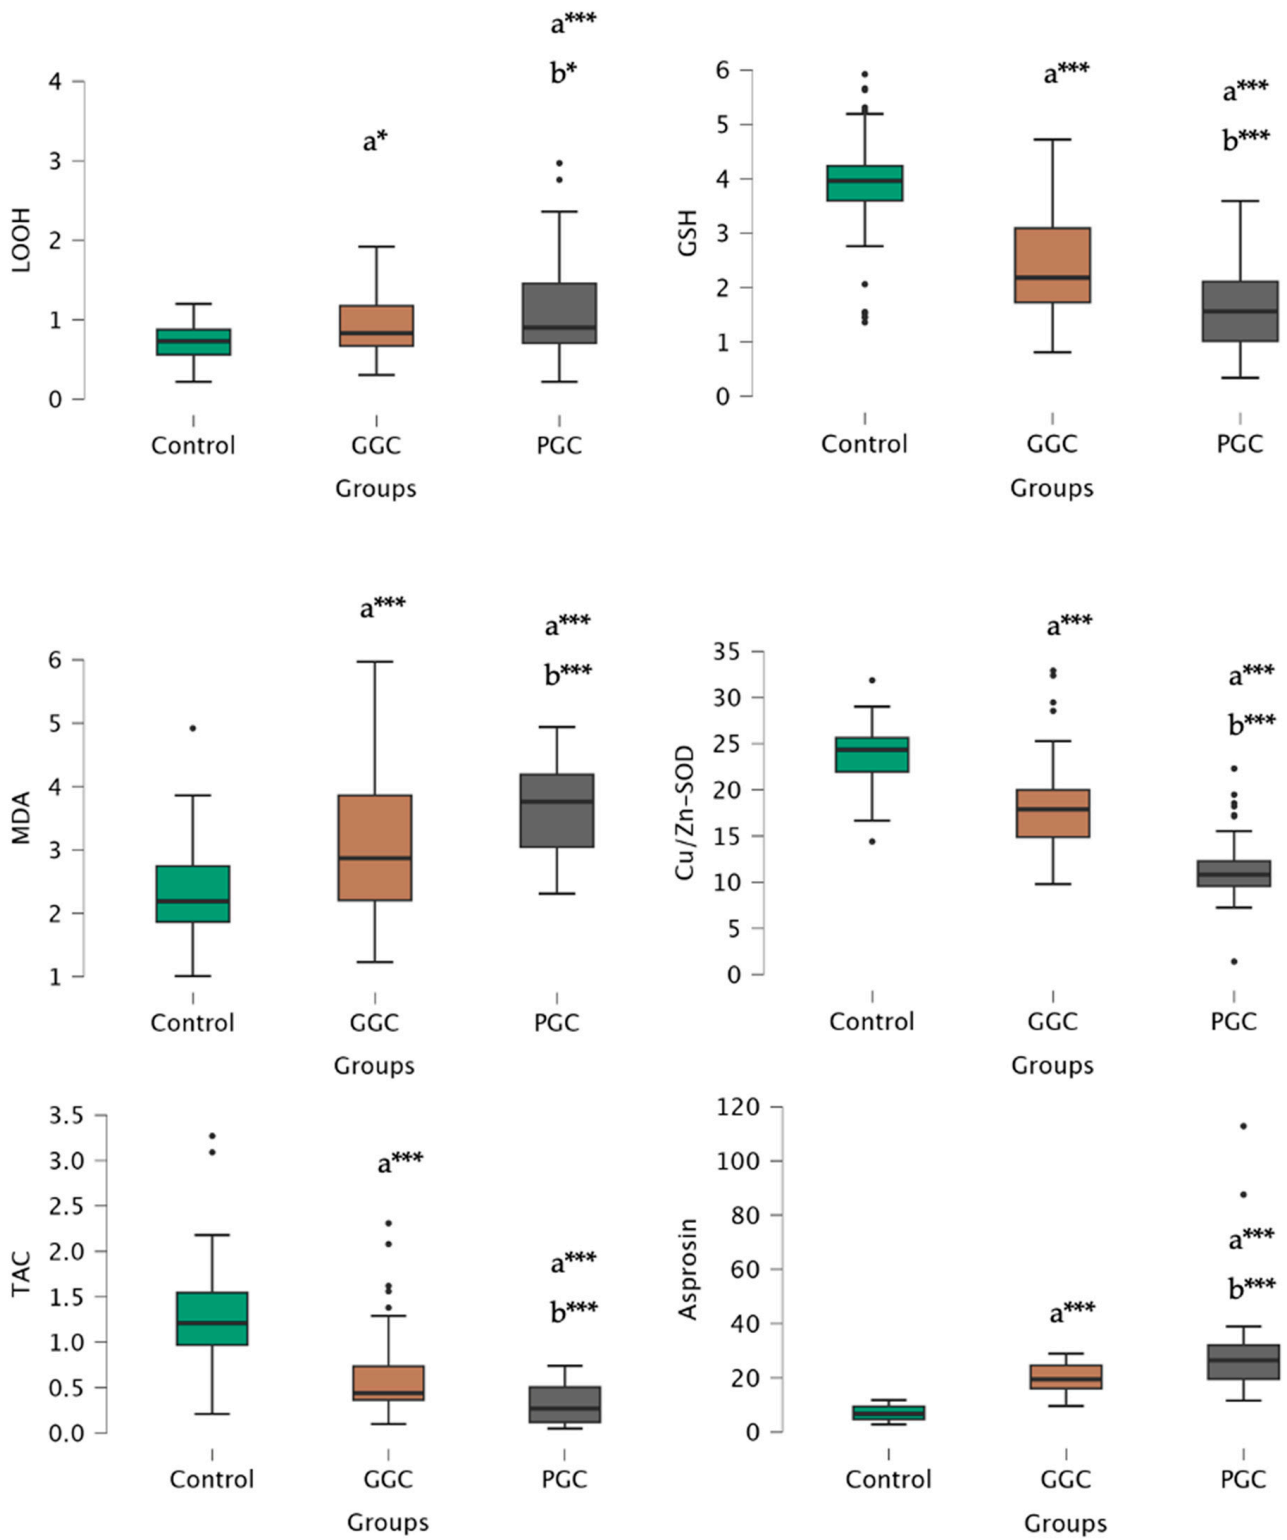 a***
b*
a*
LOOH
4
3
2
1
0
Control
GGC
PGC
Groups
a***
a***
b***
GSH
6
5
4
3
2
1
0
Control
GGC
PGC
Groups
a***
a***
b***
MDA
6
5
4
3
2
1
Control
GGC
PGC
Groups
a***
a***
b***
Cu/Zn-SOD
35
30
25
20
15
10
5
0
Control
GGC
PGC
Groups
a***
a***
b***
TAC
3.5
3.0
2.5
2.0
1.5
1.0
0.5
0.0
Control
GGC
PGC
Groups
a***
b***
a***
Asprosin
120
100
80
60
40
20
0
Control
GGC
PGC
Groups